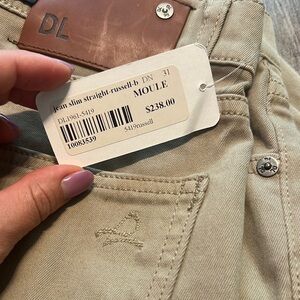 DL
jean slim straight-russell-b DN 31
DL1961-5419
MOULE
$238.00
10083539
5419russell